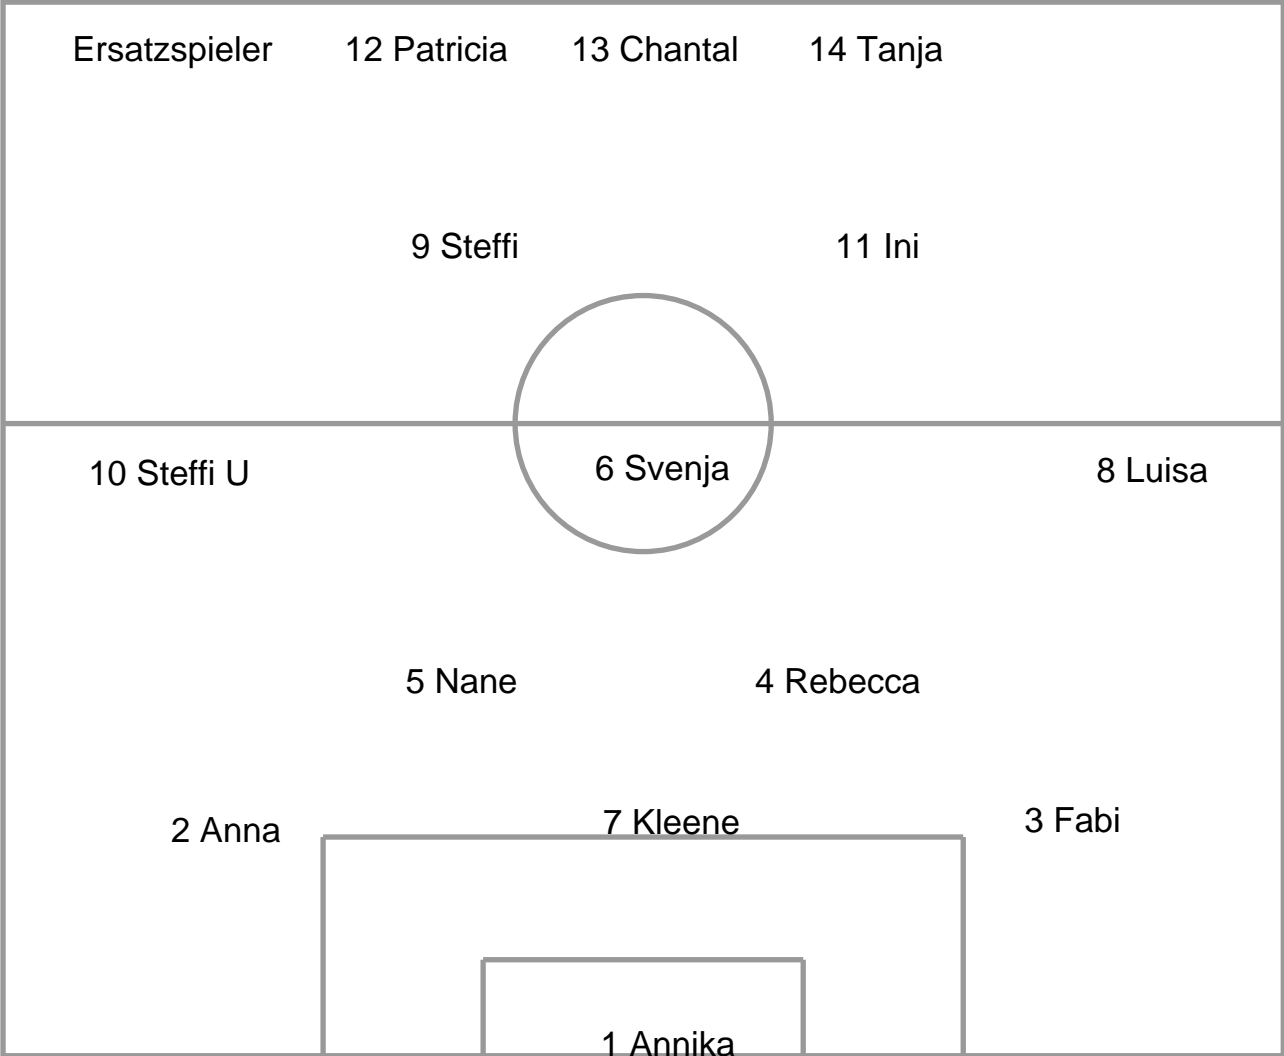 Ersatzspieler 12 Patricia 13 Chantal 14 Tanja
9 Steffi 11 Ini
10 Steffi U 6 Svenja 8 Luisa
5 Nane 4 Rebecca
2 Anna 7 Kleene 3 Fabi
1 Annika